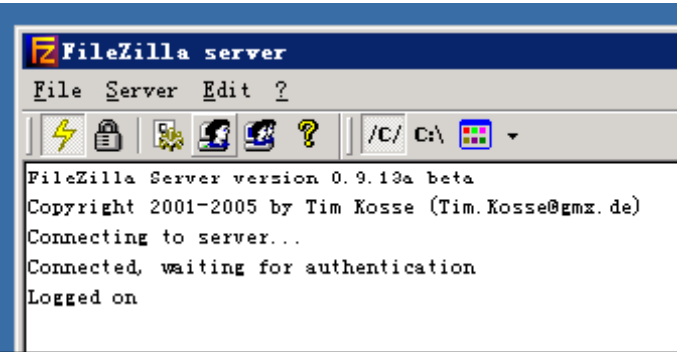 FileZilla server
File Server Edit ?
/C/ C:\
FileZilla Server version 0.9.13a beta
Copyright 2001-2005 by Tim Kosse (Tim.Kosse@gmx.de)
Connecting to server...
Connected, waiting for authentication
Logged on